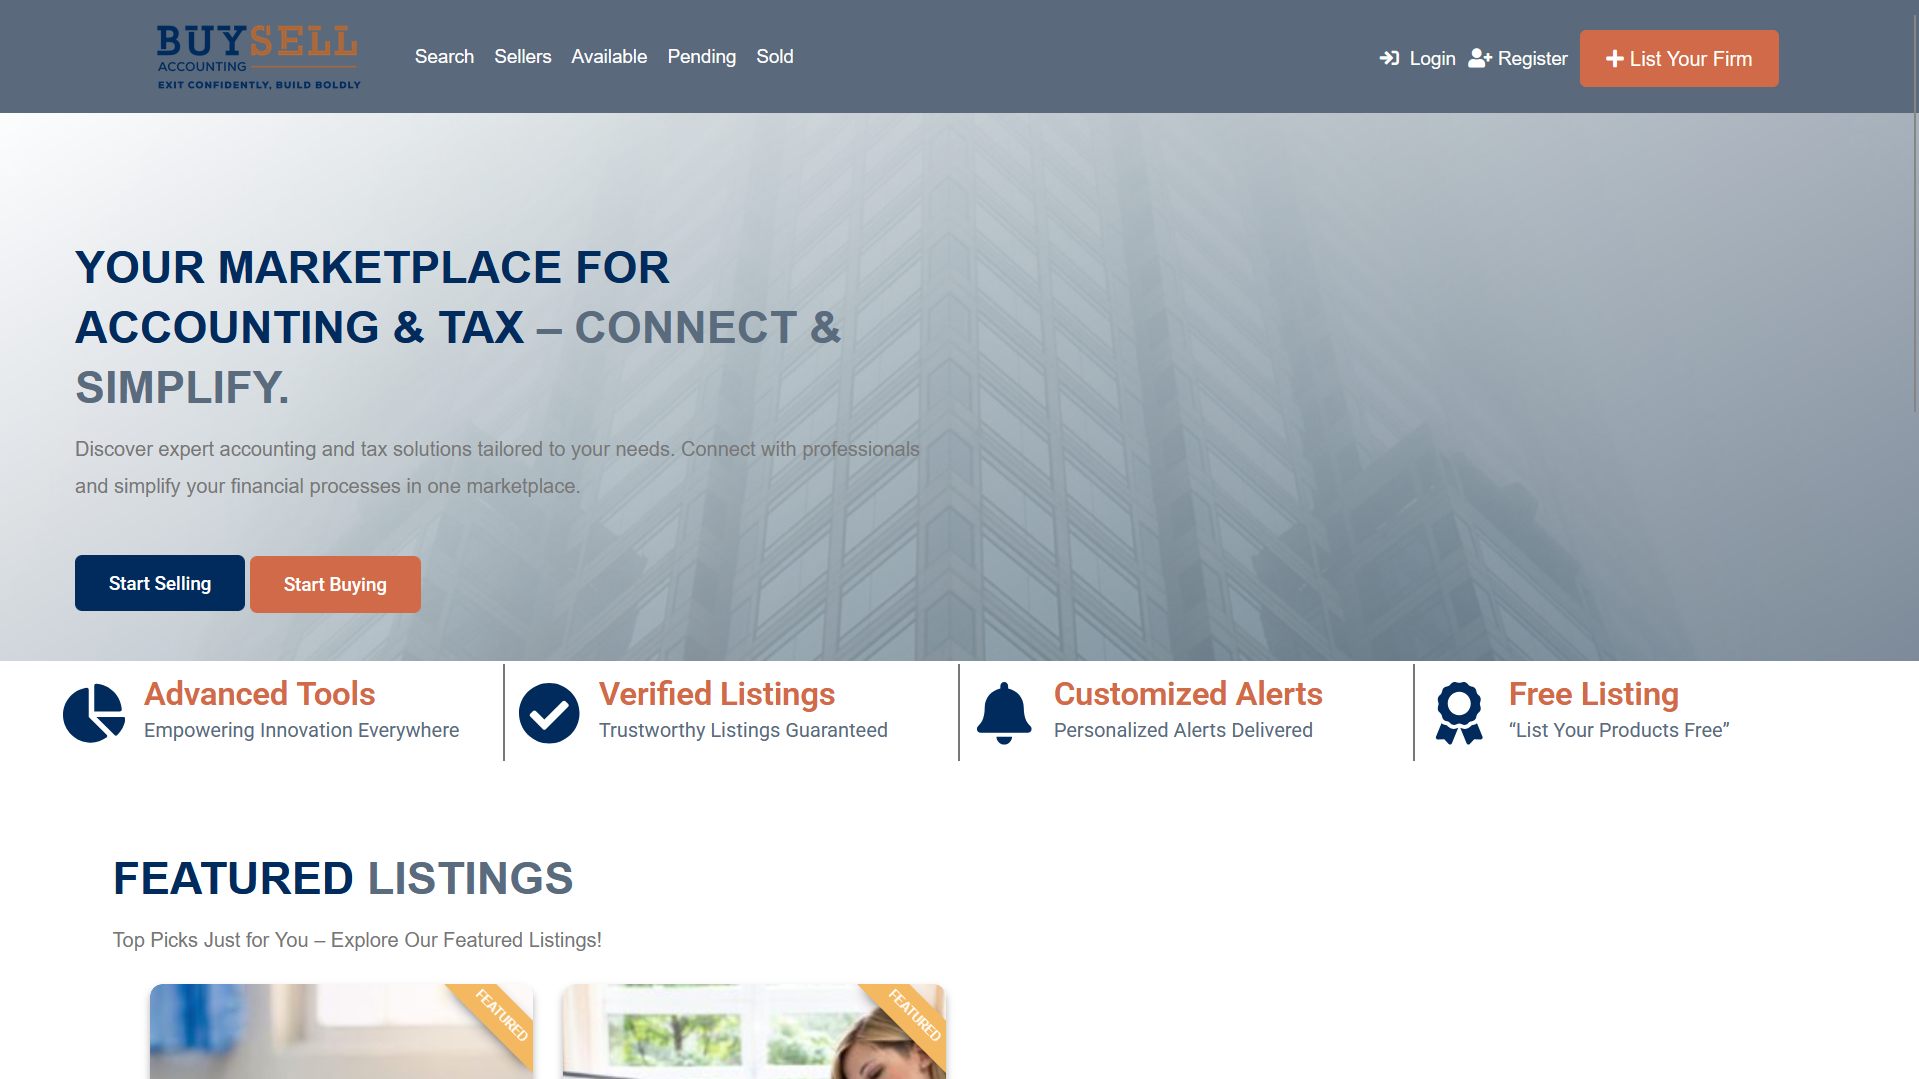 BUYSELL
ACCOUNTING
EXIT CONFIDENTLY, BUILD BOLDLY
Search Sellers Available Pending Sold
Login Register List Your Firm
YOUR MARKETPLACE FOR
ACCOUNTING & TAX – CONNECT &
SIMPLIFY.
Discover expert accounting and tax solutions tailored to your needs. Connect with professionals
and simplify your financial processes in one marketplace.
Start Selling Start Buying
Advanced Tools
Empowering Innovation Everywhere
Verified Listings
Trustworthy Listings Guaranteed
Customized Alerts
Personalized Alerts Delivered
Free Listing
“List Your Products Free”
FEATURED LISTINGS
Top Picks Just for You – Explore Our Featured Listings!
FEATURED
FEATURED